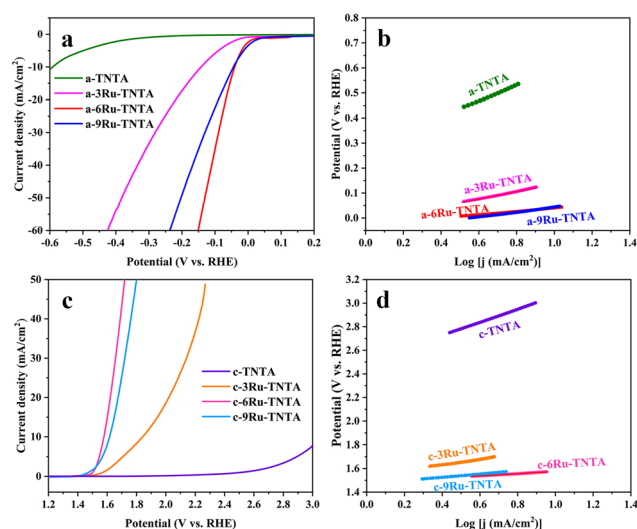 a
a-TNTA
a-3Ru-TNTA
a-6Ru-TNTA
a-9Ru-TNTA
0
-10
-20
-30
-40
-50
-60
Current density (mA/cm²)
-0.6 -0.5 -0.4 -0.3 -0.2 -0.1 0.0 0.1 0.2
Potential (V vs. RHE)
b
a-TNTA
a-3Ru-TNTA
a-6Ru-TNTA
a-9Ru-TNTA
0.8
0.7
0.6
0.5
0.4
0.3
0.2
0.1
0.0
Potential (V vs. RHE)
0.0 0.2 0.4 0.6 0.8 1.0 1.2 1.4
Log [j (mA/cm²)]
c
c-TNTA
c-3Ru-TNTA
c-6Ru-TNTA
c-9Ru-TNTA
50
40
30
20
10
0
Current density (mA/cm²)
1.2 1.4 1.6 1.8 2.0 2.2 2.4 2.6 2.8 3.0
Potential (V vs. RHE)
d
c-TNTA
c-3Ru-TNTA
c-6Ru-TNTA
c-9Ru-TNTA
3.2
3.0
2.8
2.6
2.4
2.2
2.0
1.8
1.6
1.4
Potential (V vs. RHE)
0.0 0.2 0.4 0.6 0.8 1.0 1.2 1.4
Log [j (mA/cm²)]